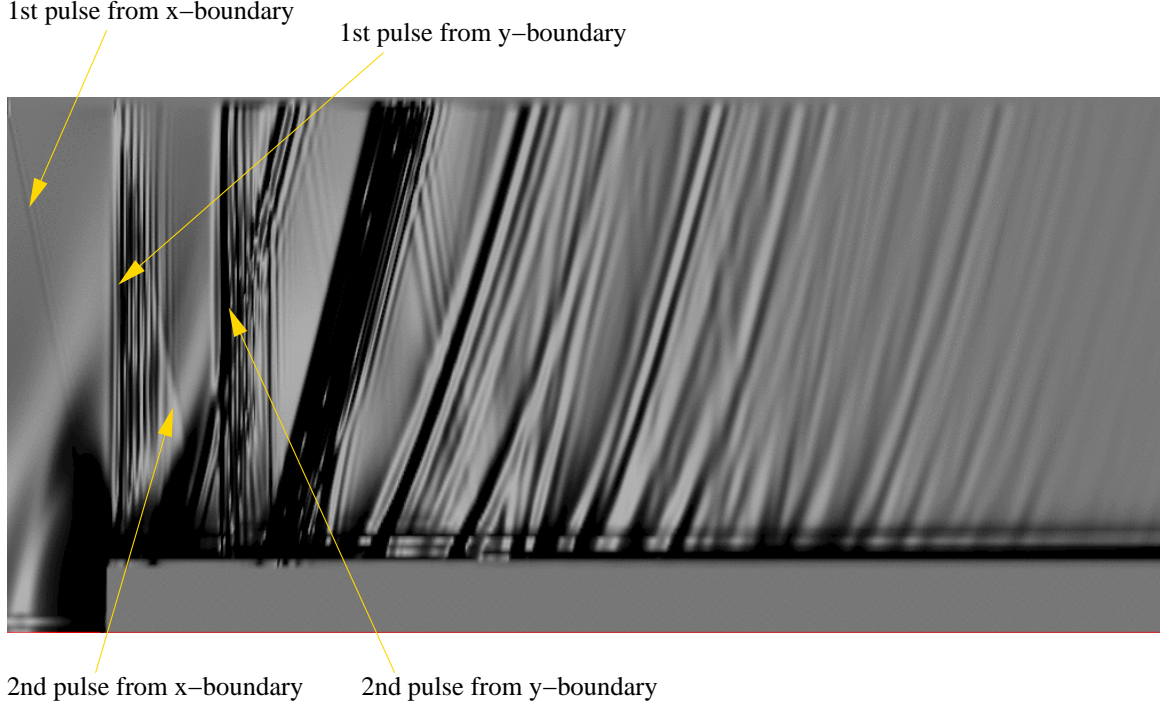 1st pulse from x−boundary
1st pulse from y−boundary
2nd pulse from x−boundary
2nd pulse from y−boundary